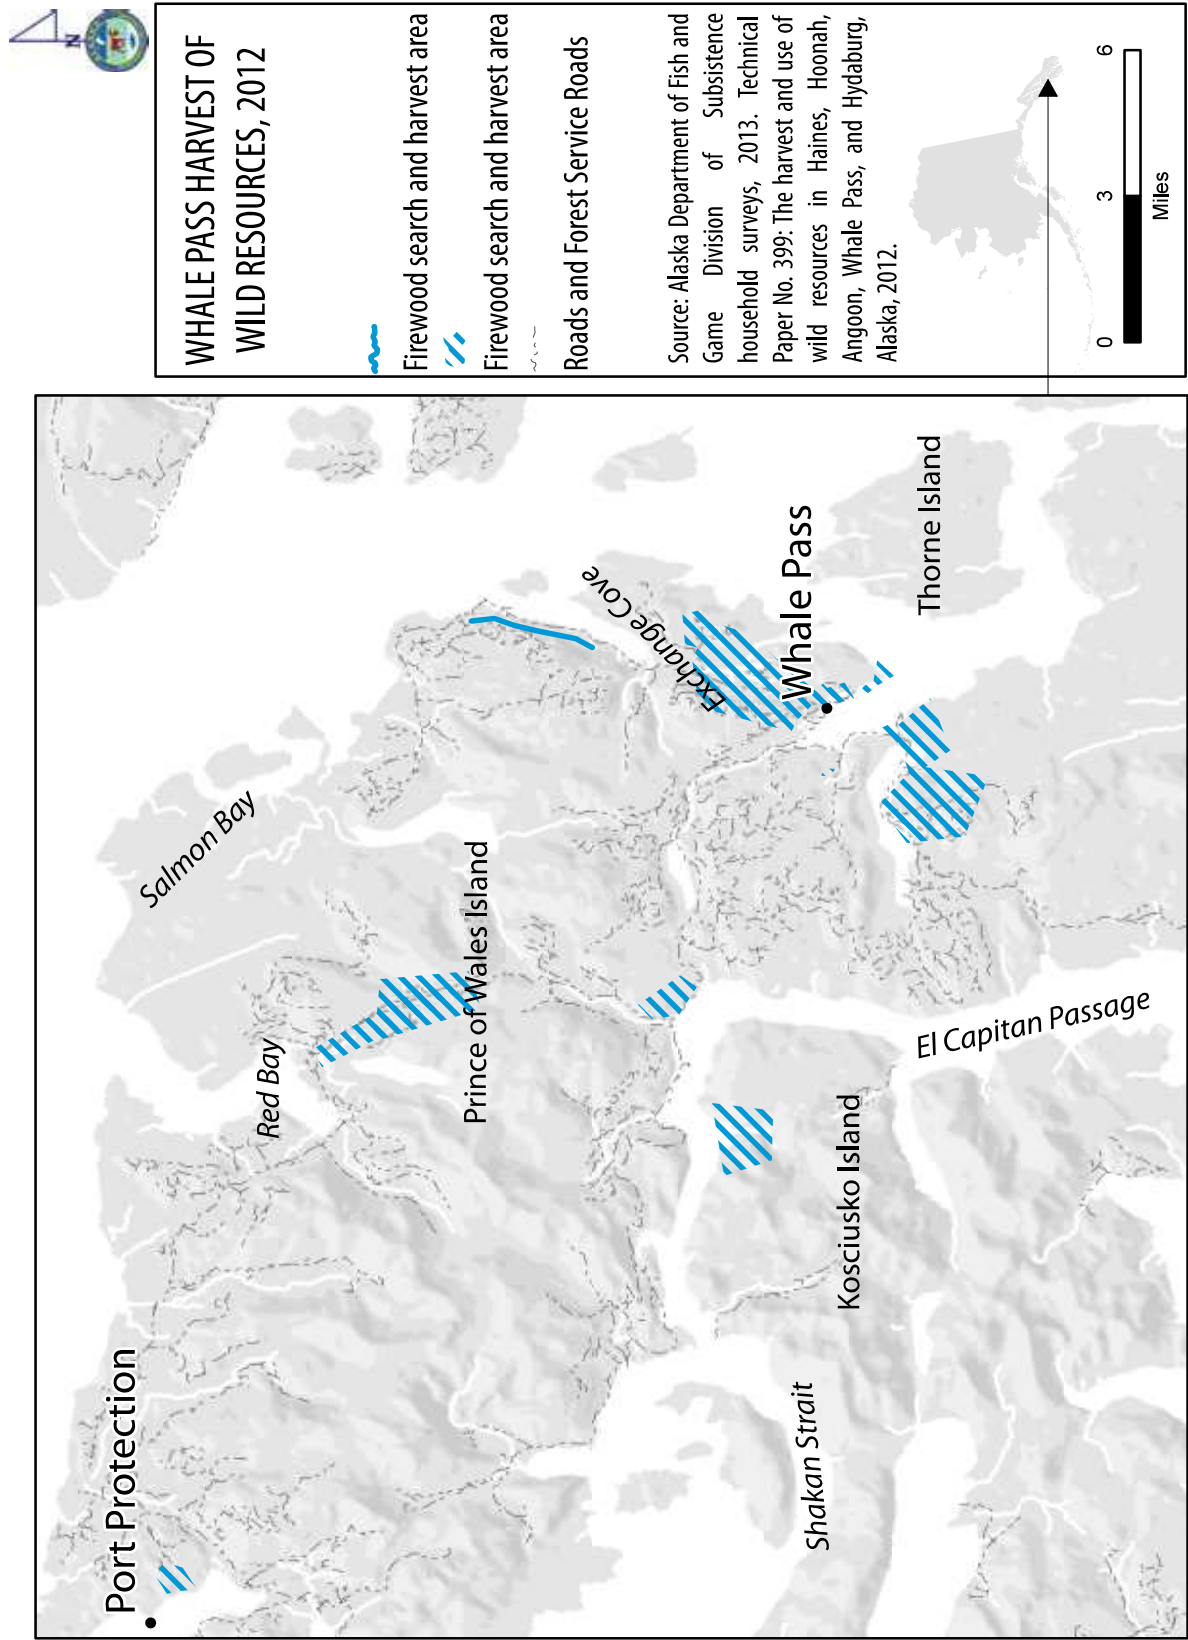 WHALE PASS HARVEST OF
WILD RESOURCES, 2012
Firewood search and harvest area
Firewood search and harvest area
Roads and Forest Service Roads
Source: Alaska Department of Fish and
Game Division of Subsistence
household surveys, 2013. Technical
Paper No. 399: The harvest and use of
wild resources in Haines, Hoonah,
Angoon, Whale Pass, and Hydaburg,
Alaska, 2012.
0 3 6
Miles
N
Port Protection
Red Bay
Salmon Bay
Prince of Wales Island
Exchange Cove
Whale Pass
Thorne Island
El Capitan Passage
Kosciusko Island
Shakan Strait